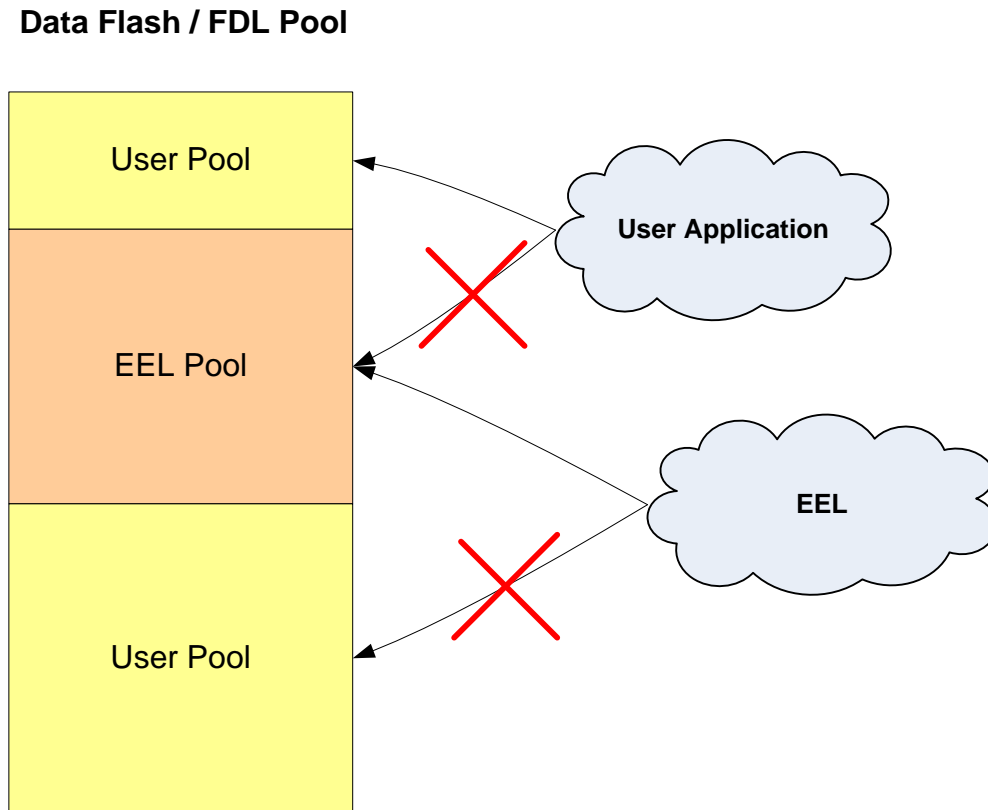 Data Flash / FDL Pool
User Pool
User Application
EEL Pool
EEL
User Pool